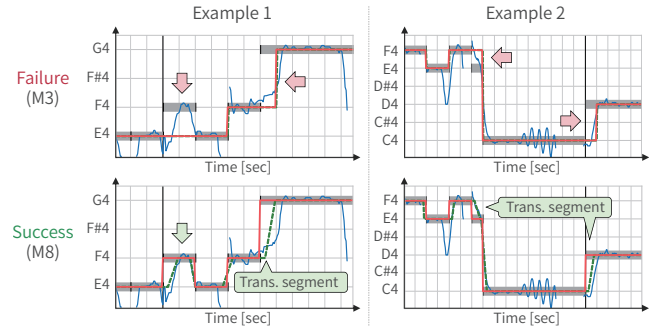 Example 1
Example 2
Failure
(M3)
G4
F#4
F4
E4
Time [sec]
F4
E4
D#4
D4
C#4
C4
Time [sec]
Success
(M8)
G4
F#4
F4
E4
Trans. segment
Time [sec]
F4
E4
D#4
D4
C#4
C4
Trans. segment
Time [sec]